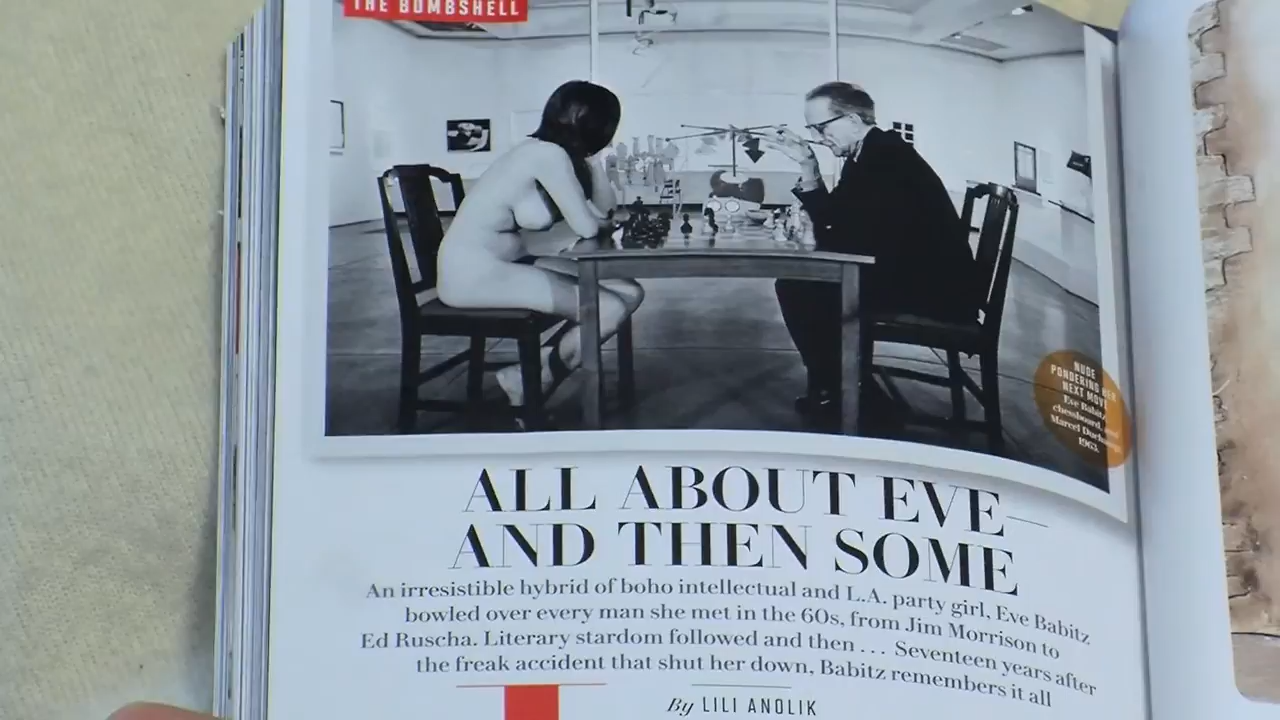 THE BOMBSHELL
NUDE
PONDERING HER
NEXT MOVE
Eve Babitz,
chessboard, and
Marcel Duchamp,
1963.
ALL ABOUT EVE—
AND THEN SOME
An irresistible hybrid of boho intellectual and L.A. party girl, Eve Babitz
bowled over every man she met in the 60s, from Jim Morrison to
Ed Ruscha. Literary stardom followed and then . . . Seventeen years after
the freak accident that shut her down, Babitz remembers it all
By LILI ANOLIK